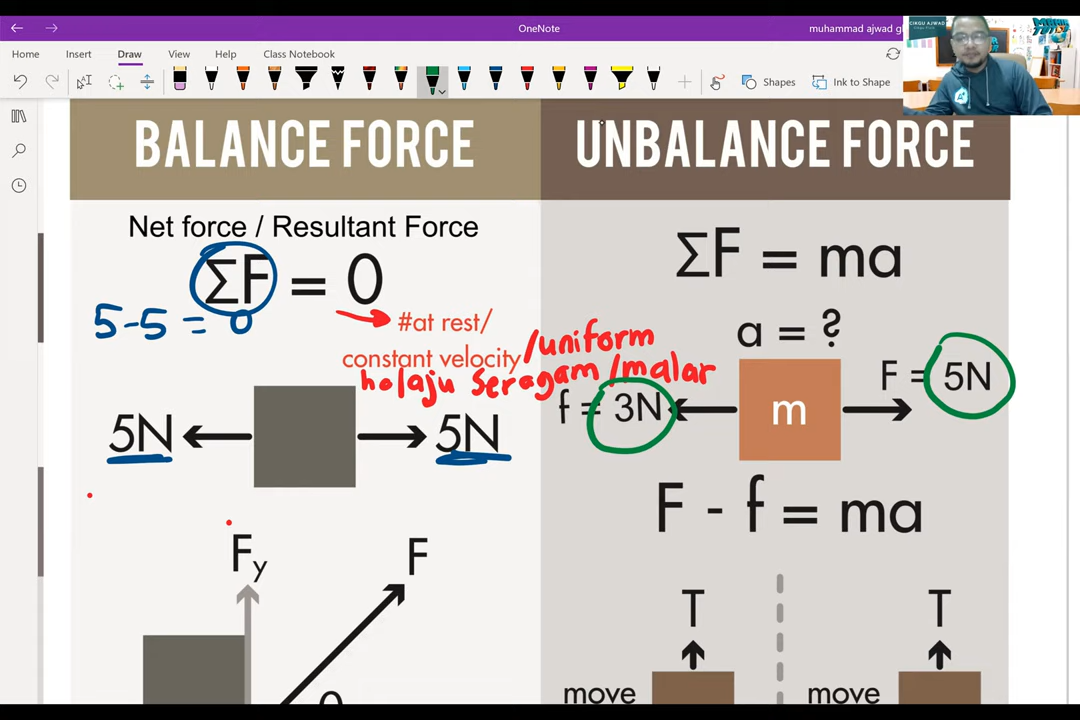 OneNote
muhammad ajwad
Home Insert Draw View Help Class Notebook
Shapes Ink to Shape
CIKGU AJWAD
BALANCE FORCE
UNBALANCE FORCE
Net force / Resultant Force
ΣF = 0
5-5 = 0
#at rest/
constant velocity /uniform
halaju seragam /malar
5N
5N
Fy
F
ΣF = ma
a = ?
F = 5N
f = 3N
m
F - f = ma
T
T
move
move